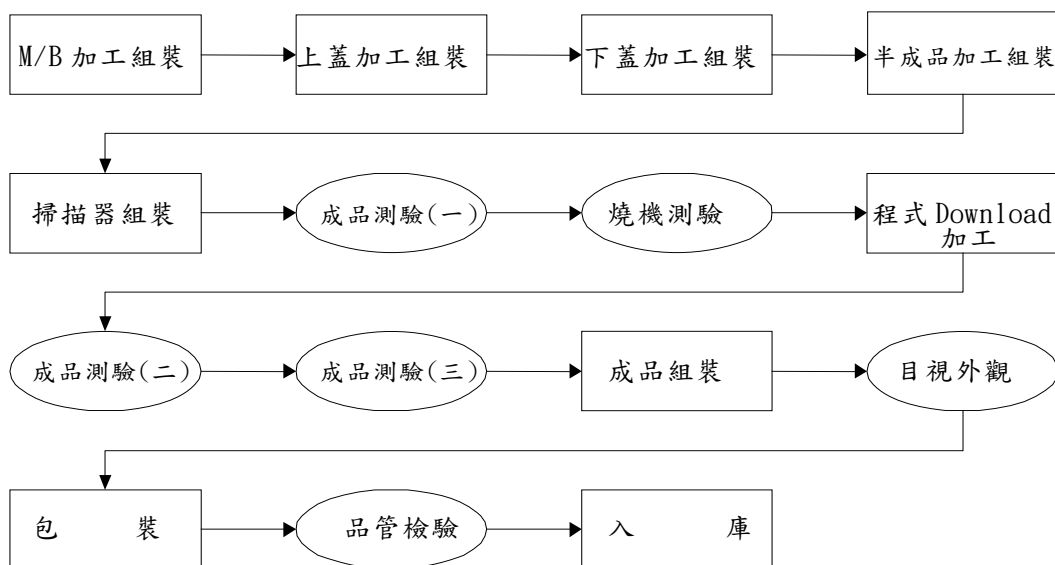 M/B 加工組裝
上蓋加工組裝
下蓋加工組裝
半成品加工組裝
掃描器組裝
成品測驗(一)
燒機測驗
程式 Download
加工
成品測驗(二)
成品測驗(三)
成品組裝
目視外觀
包 裝
品管檢驗
入 庫